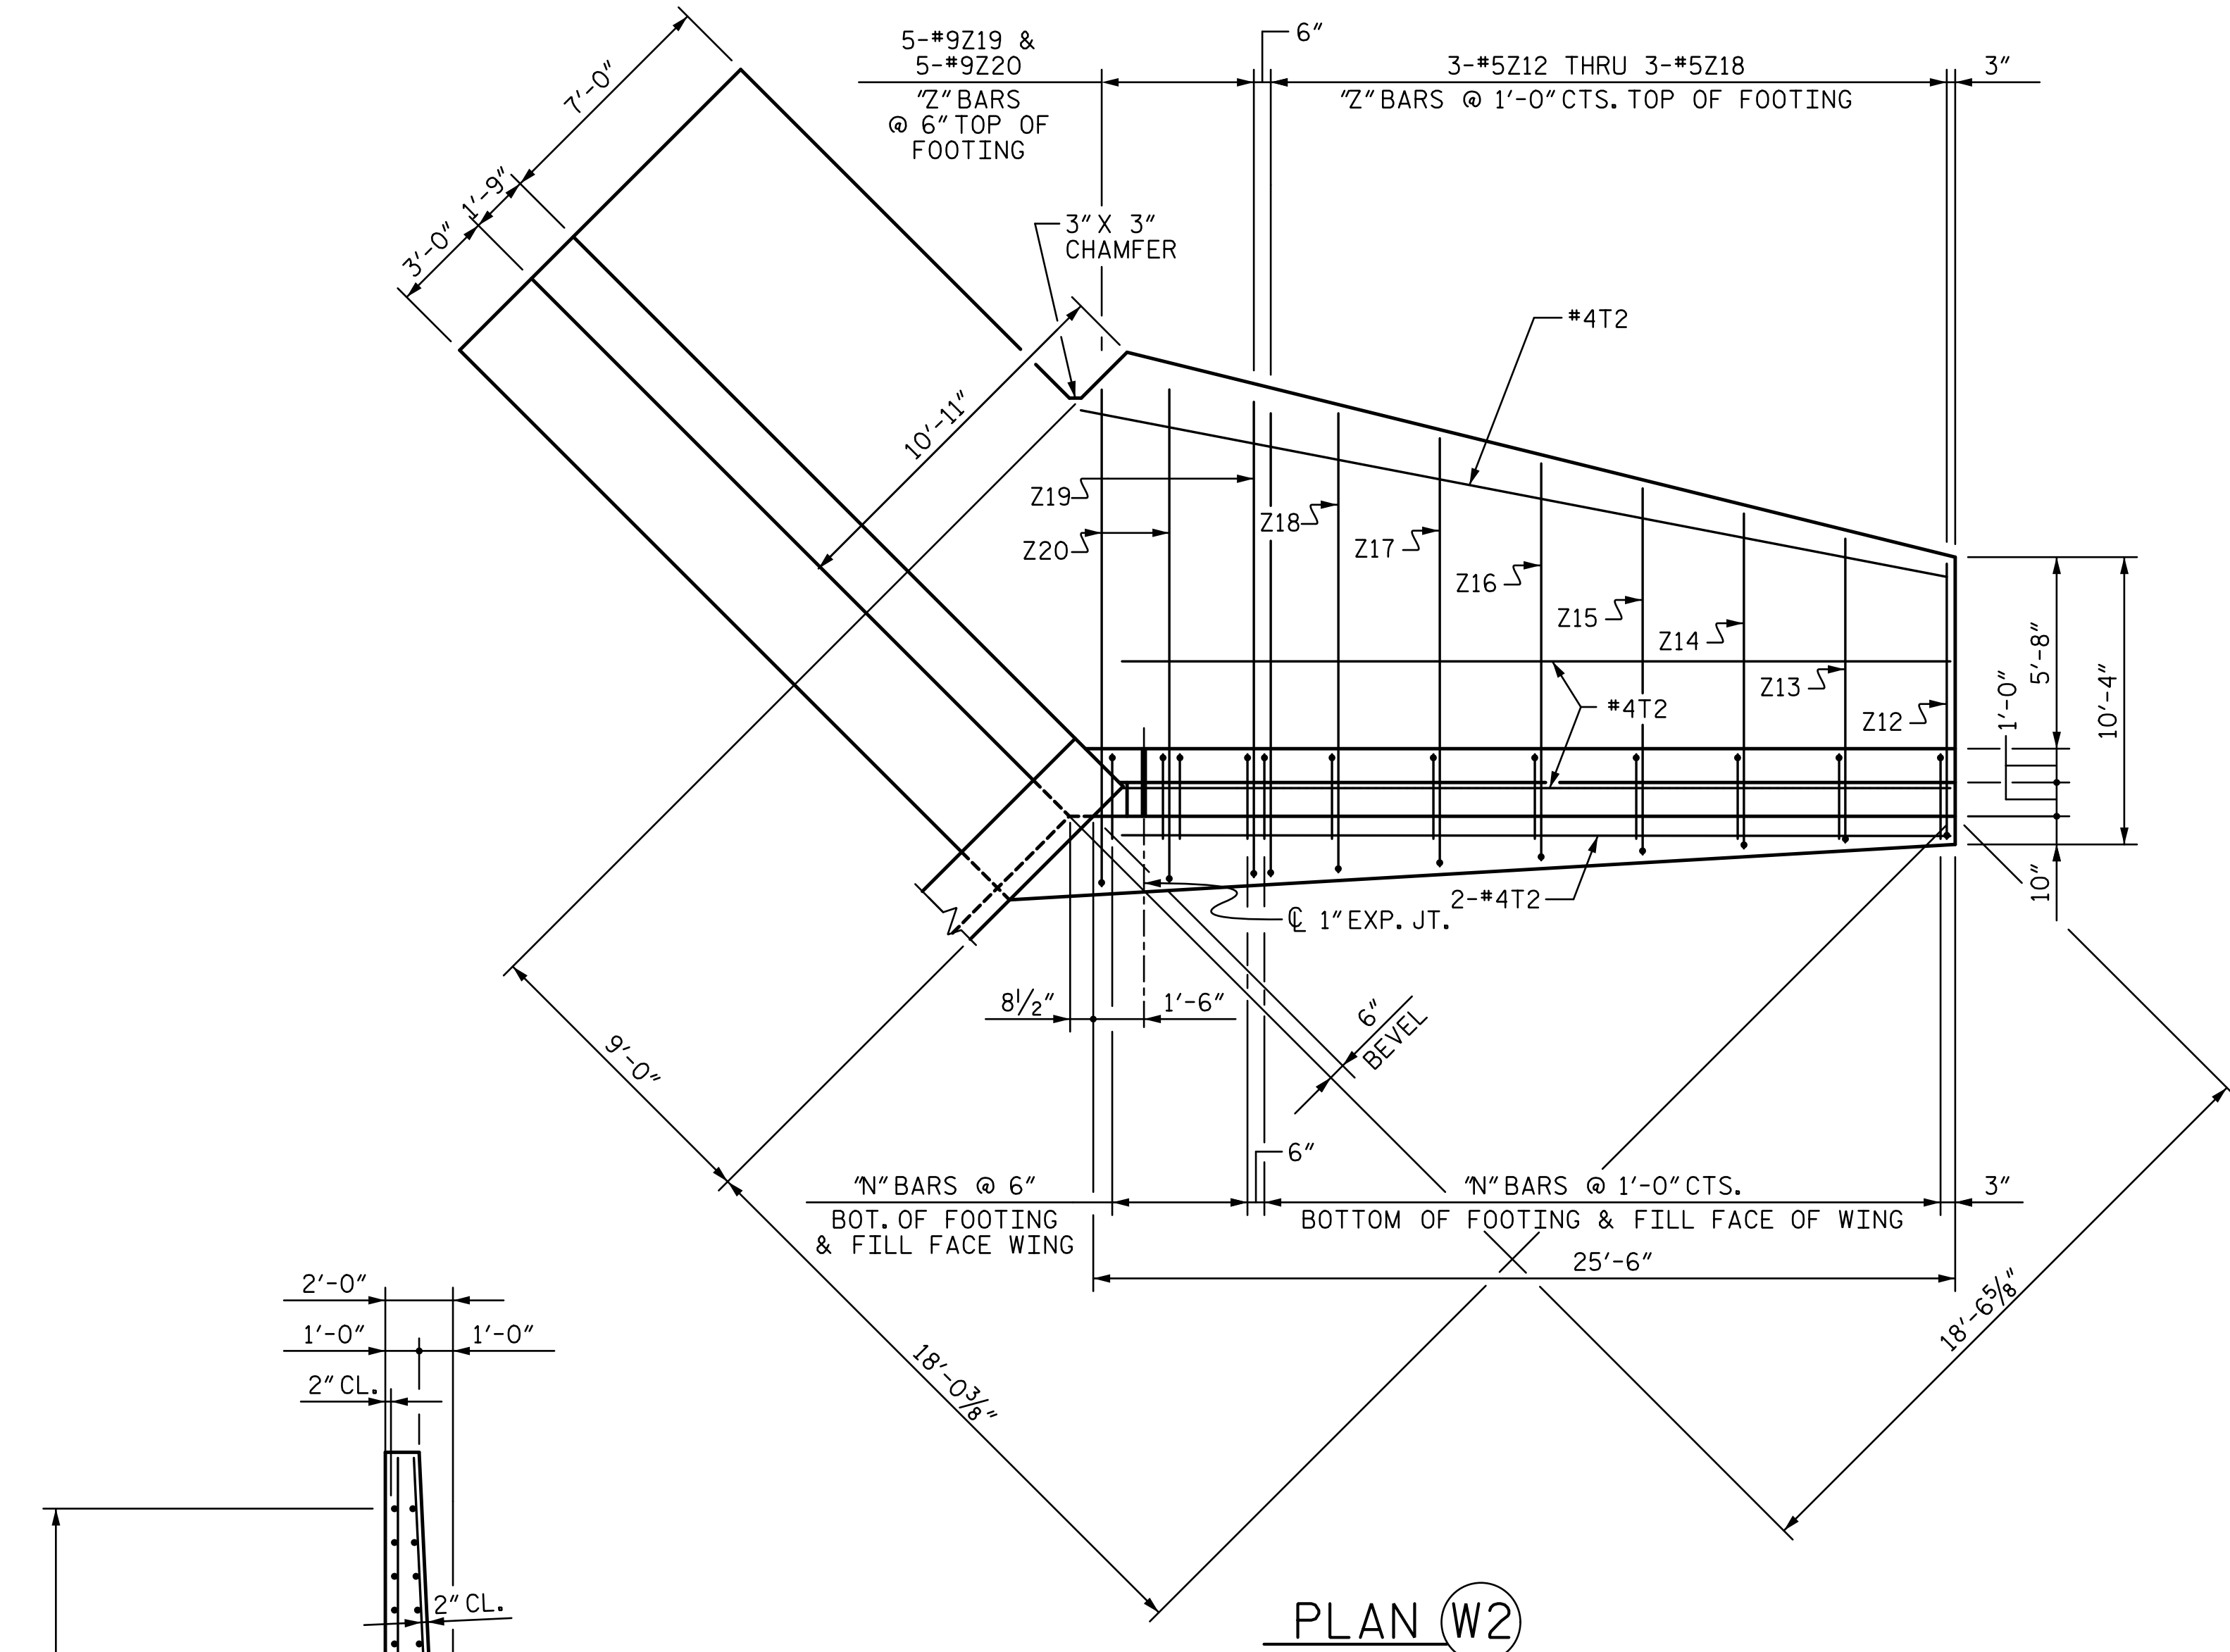 5-#9Z19 &
5-#9Z20
"Z" BARS
@ 6" TOP OF
FOOTING
6"
3-#5Z12 THRU 3-#5Z18
"Z" BARS @ 1'-0" CTS. TOP OF FOOTING
3"
7'-0"
1'-9"
3'-0"
3" X 3"
CHAMFER
#4T2
10'-11"
Z19
Z20
Z18
Z17
Z16
Z15
Z14
Z13
Z12
#4T2
1'-0"
5'-8"
10'-4"
10"
2-#4T2
℄ 1" EXP. JT.
8½"
1'-6"
6"
BEVEL
9'-0"
6"
"N" BARS @ 6"
BOT. OF FOOTING
& FILL FACE WING
"N" BARS @ 1'-0" CTS.
BOTTOM OF FOOTING & FILL FACE OF WING
3"
25'-6"
18'-6⅝"
18'-0⅜"
2'-0"
1'-0"
1'-0"
2" CL.
2" CL.
PLAN W2